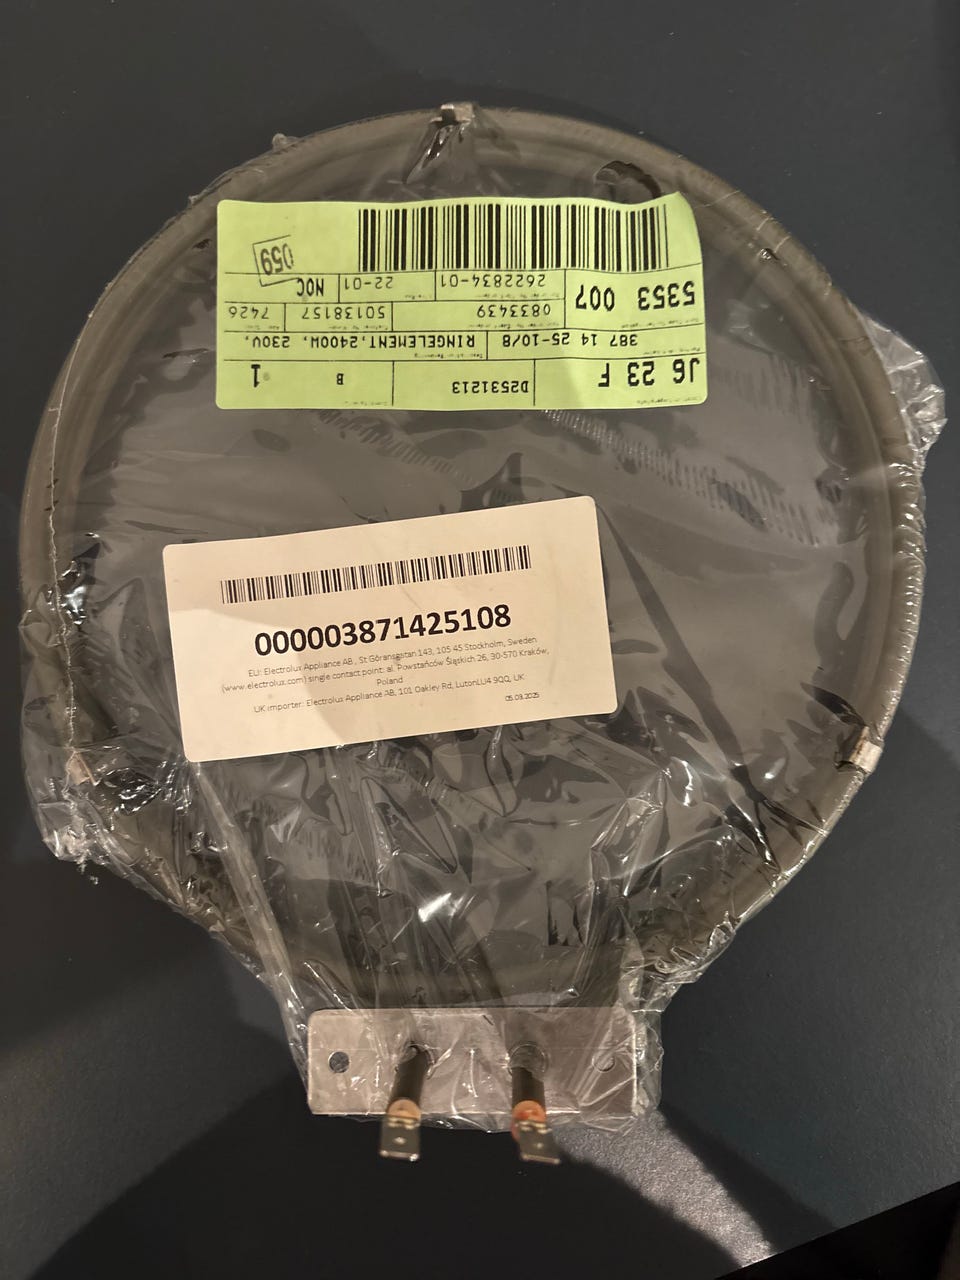 J6 23 F
D2531213
B
1
387 14 25-10/8
RINGELEMENT,2400W, 230V,
0833439
50138157
7426
5353 007
2622834-01
22-01
NOC
059
000003871425108
EU: Electrolux Appliance AB, St Göransgatan 143, 105 45 Stockholm, Sweden
(www.electrolux.com) single contact point: al. Powstańców Śląskich 26, 30-570 Kraków,
Poland
UK importer: Electrolux Appliance AB, 101 Oakley Rd, LutonLU4 9QQ, UK
05.03.2025